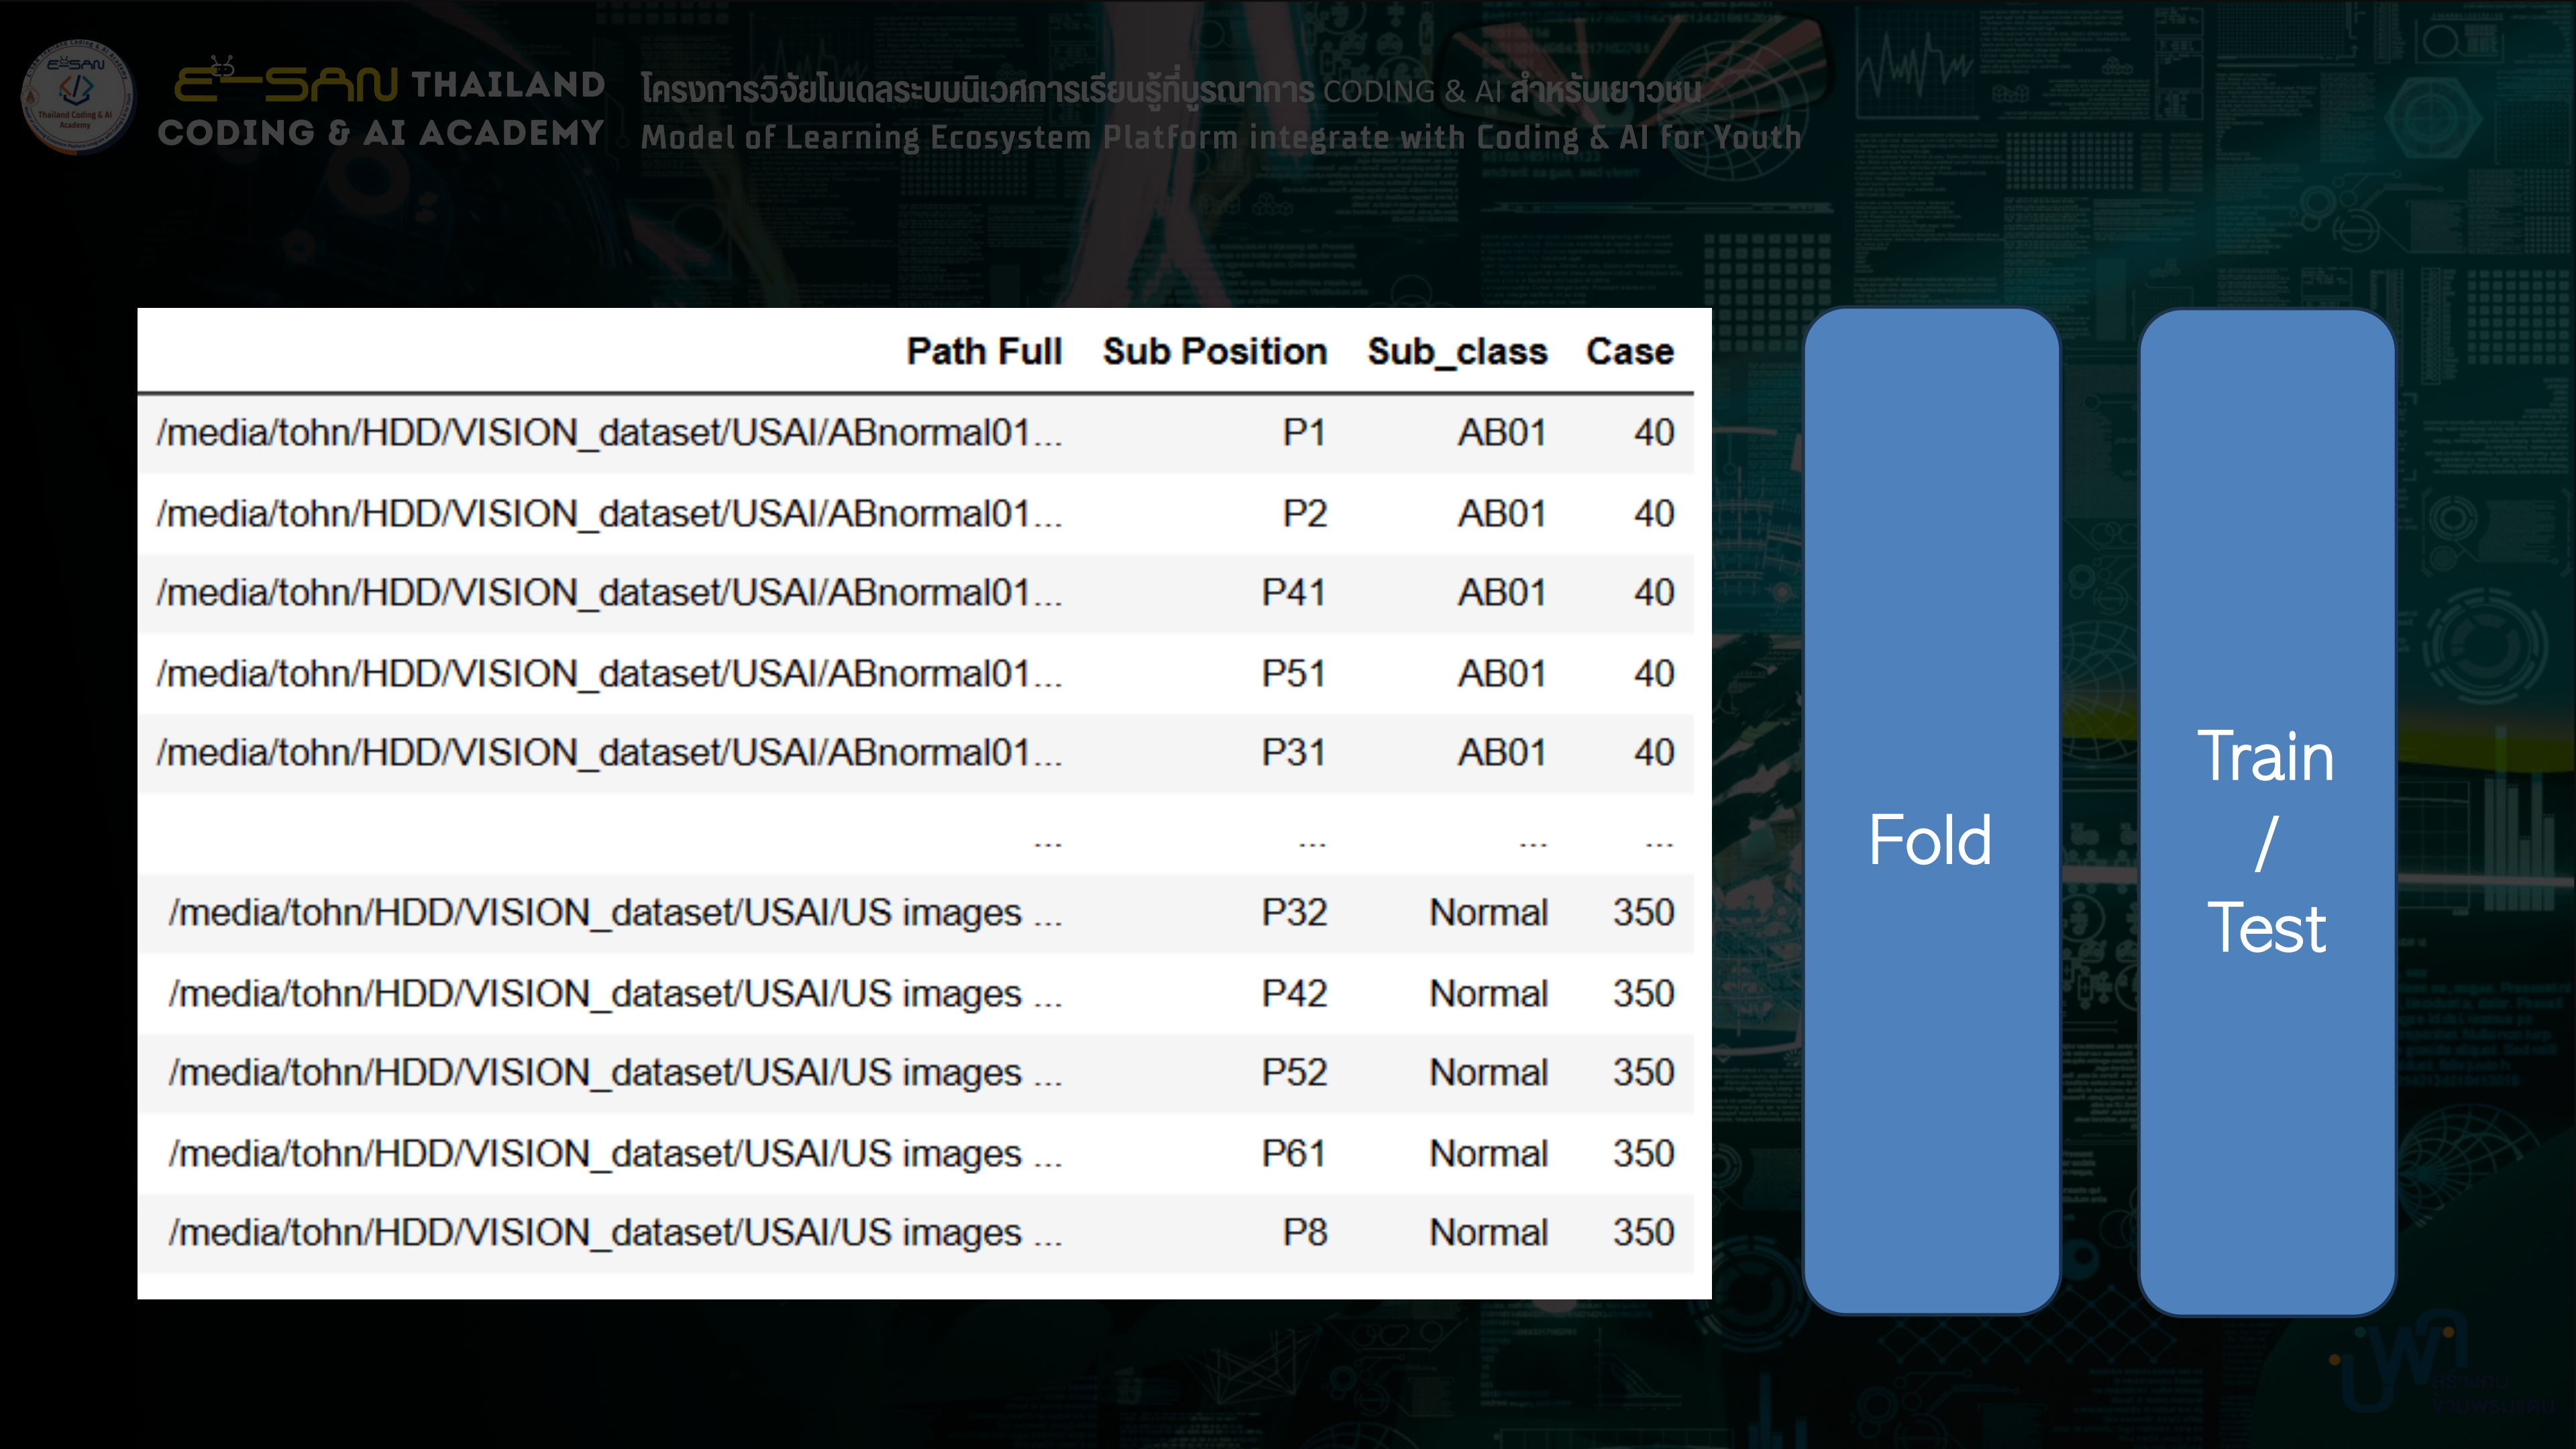 E-SAN THAILAND
CODING & AI ACADEMY
โครงการวิจัยโมเดลระบบนิเวศการเรียนรู้ที่บูรณาการ CODING & AI สำหรับเยาวชน
Model of Learning Ecosystem Platform integrate with Coding & AI for Youth
E-SAN
Thailand Coding & AI
Academy
Path Full Sub Position Sub_class Case
/media/tohn/HDD/VISION_dataset/USAI/ABnormal01... P1 AB01 40
/media/tohn/HDD/VISION_dataset/USAI/ABnormal01... P2 AB01 40
/media/tohn/HDD/VISION_dataset/USAI/ABnormal01... P41 AB01 40
/media/tohn/HDD/VISION_dataset/USAI/ABnormal01... P51 AB01 40
/media/tohn/HDD/VISION_dataset/USAI/ABnormal01... P31 AB01 40
... ... ... ...
/media/tohn/HDD/VISION_dataset/USAI/US images ... P32 Normal 350
/media/tohn/HDD/VISION_dataset/USAI/US images ... P42 Normal 350
/media/tohn/HDD/VISION_dataset/USAI/US images ... P52 Normal 350
/media/tohn/HDD/VISION_dataset/USAI/US images ... P61 Normal 350
/media/tohn/HDD/VISION_dataset/USAI/US images ... P8 Normal 350
Fold
Train
/
Test